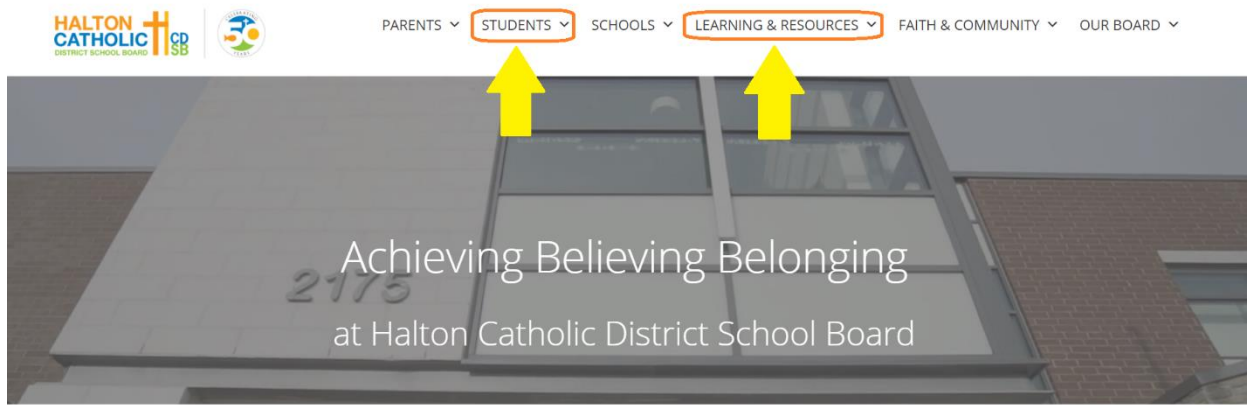 HALTON
CATHOLIC
DISTRICT SCHOOL BOARD
CD
SB
PARENTS
STUDENTS
SCHOOLS
LEARNING & RESOURCES
FAITH & COMMUNITY
OUR BOARD
2175
Achieving Believing Belonging
at Halton Catholic District School Board